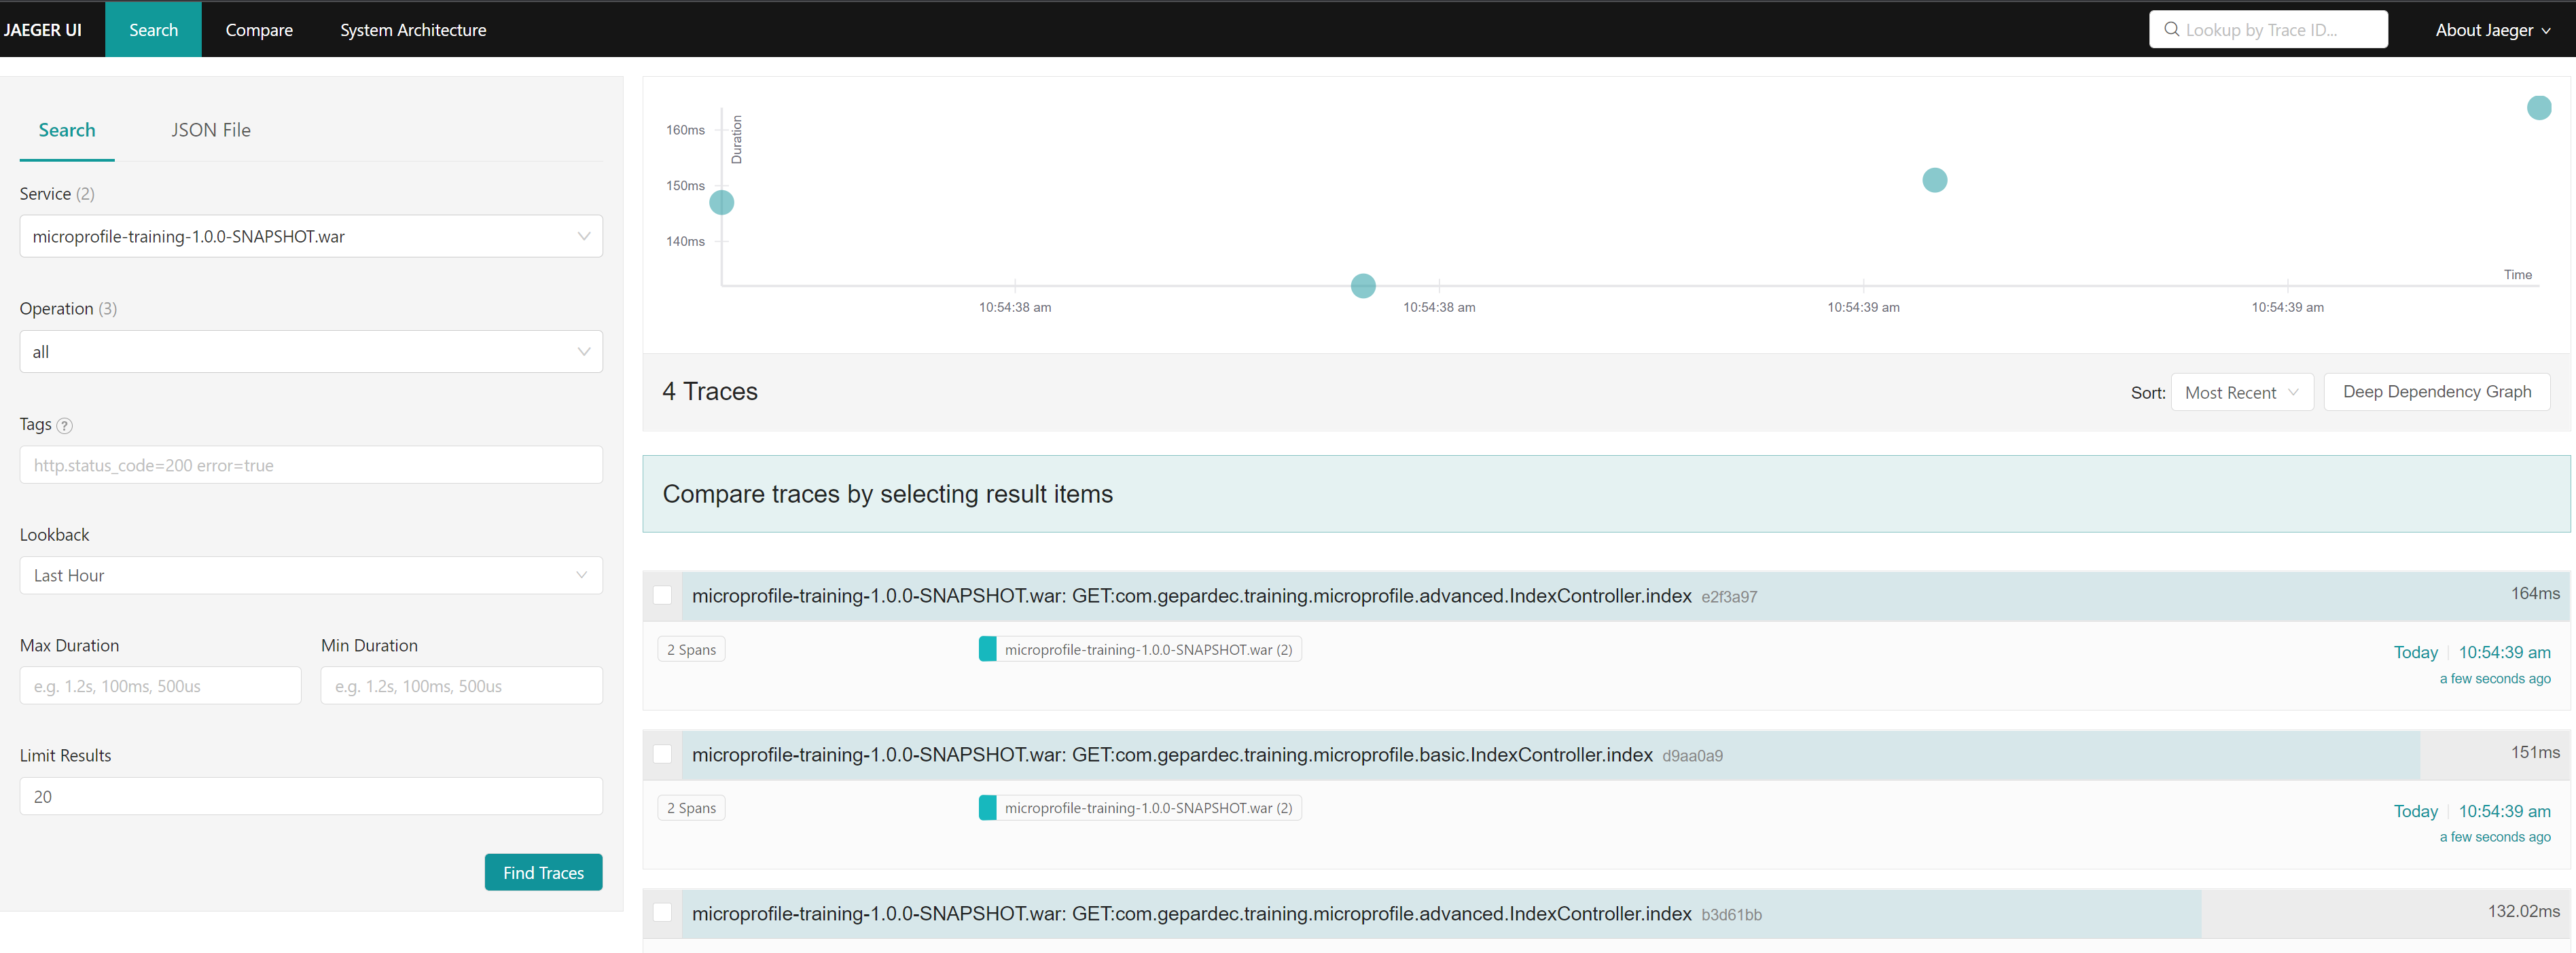 JAEGER UI Search Compare System Architecture Lookup by Trace ID... About Jaeger
Search JSON File
Service (2)
microprofile-training-1.0.0-SNAPSHOT.war
Operation (3)
all
Tags ?
http.status_code=200 error=true
Lookback
Last Hour
Max Duration Min Duration
e.g. 1.2s, 100ms, 500us e.g. 1.2s, 100ms, 500us
Limit Results
20
Find Traces
Duration
160ms
150ms
140ms
Time
10:54:38 am 10:54:38 am 10:54:39 am 10:54:39 am
4 Traces Sort: Most Recent Deep Dependency Graph
Compare traces by selecting result items
microprofile-training-1.0.0-SNAPSHOT.war: GET:com.gepardec.training.microprofile.advanced.IndexController.index e2f3a97 164ms
2 Spans microprofile-training-1.0.0-SNAPSHOT.war (2) Today 10:54:39 am
a few seconds ago
microprofile-training-1.0.0-SNAPSHOT.war: GET:com.gepardec.training.microprofile.basic.IndexController.index d9aa0a9 151ms
2 Spans microprofile-training-1.0.0-SNAPSHOT.war (2) Today 10:54:39 am
a few seconds ago
microprofile-training-1.0.0-SNAPSHOT.war: GET:com.gepardec.training.microprofile.advanced.IndexController.index b3d61bb 132.02ms